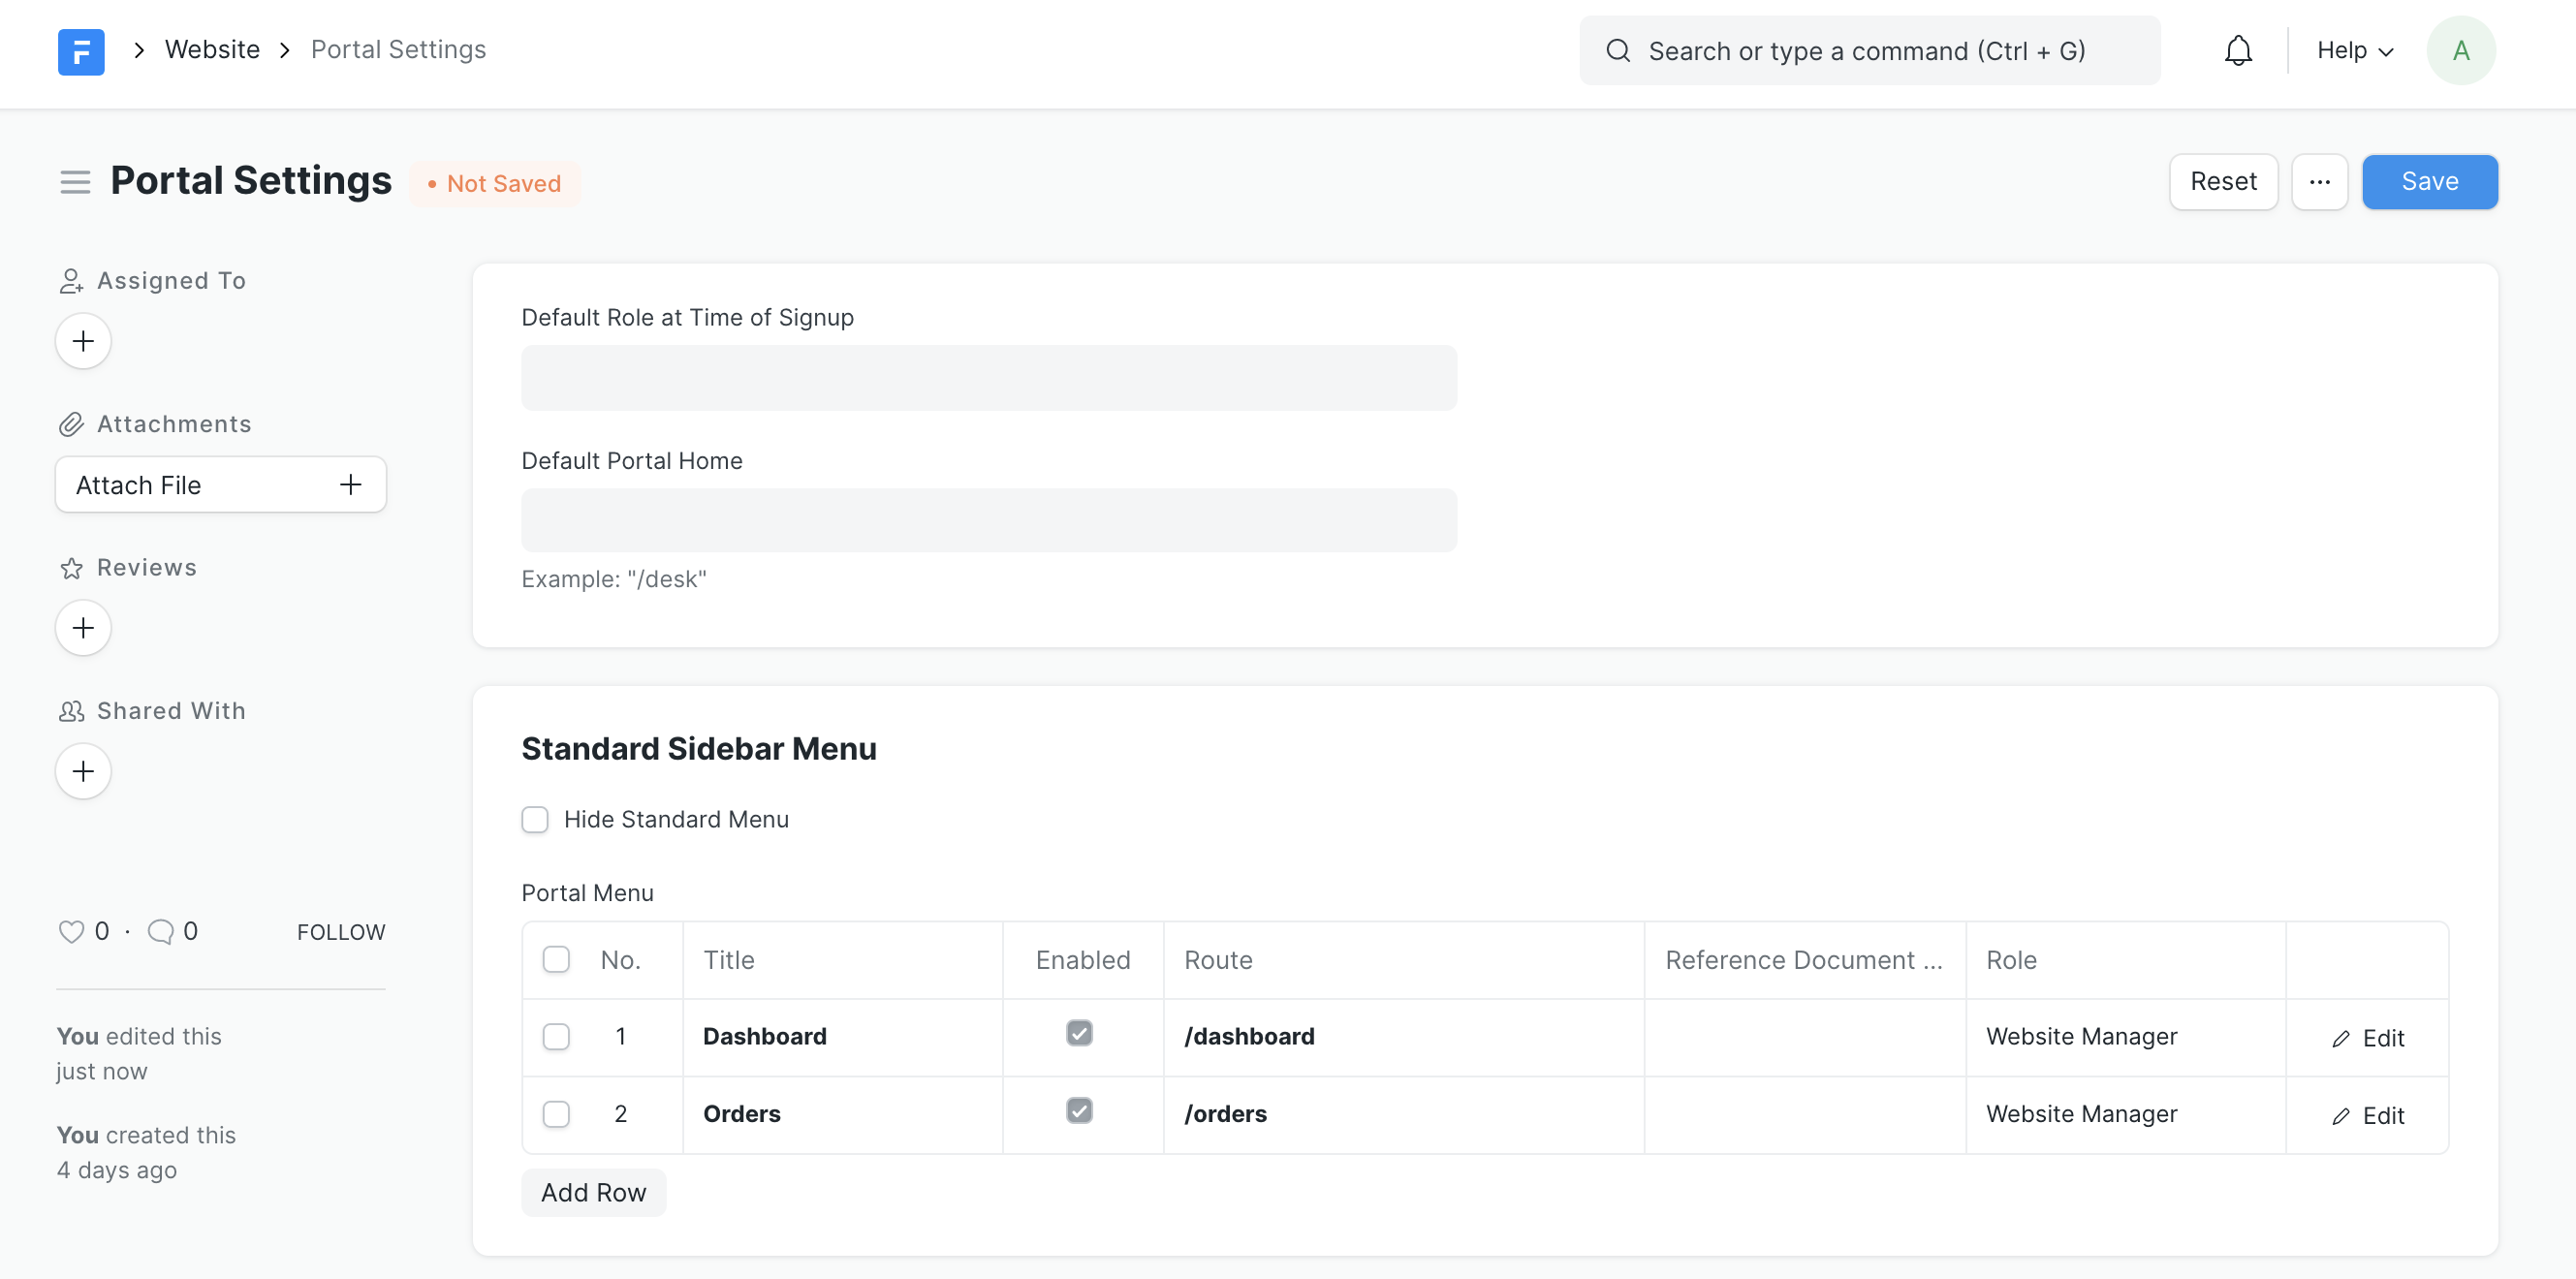 Website
Portal Settings
Search or type a command (Ctrl + G)
Help
A
Portal Settings
Not Saved
Reset
Save
Assigned To
Attachments
Attach File
Reviews
Shared With
0 · 0
FOLLOW
You edited this
just now
You created this
4 days ago
Default Role at Time of Signup
Default Portal Home
Example: "/desk"
Standard Sidebar Menu
Hide Standard Menu
Portal Menu
No. Title Enabled Route Reference Document ... Role
1 Dashboard /dashboard Website Manager Edit
2 Orders /orders Website Manager Edit
Add Row